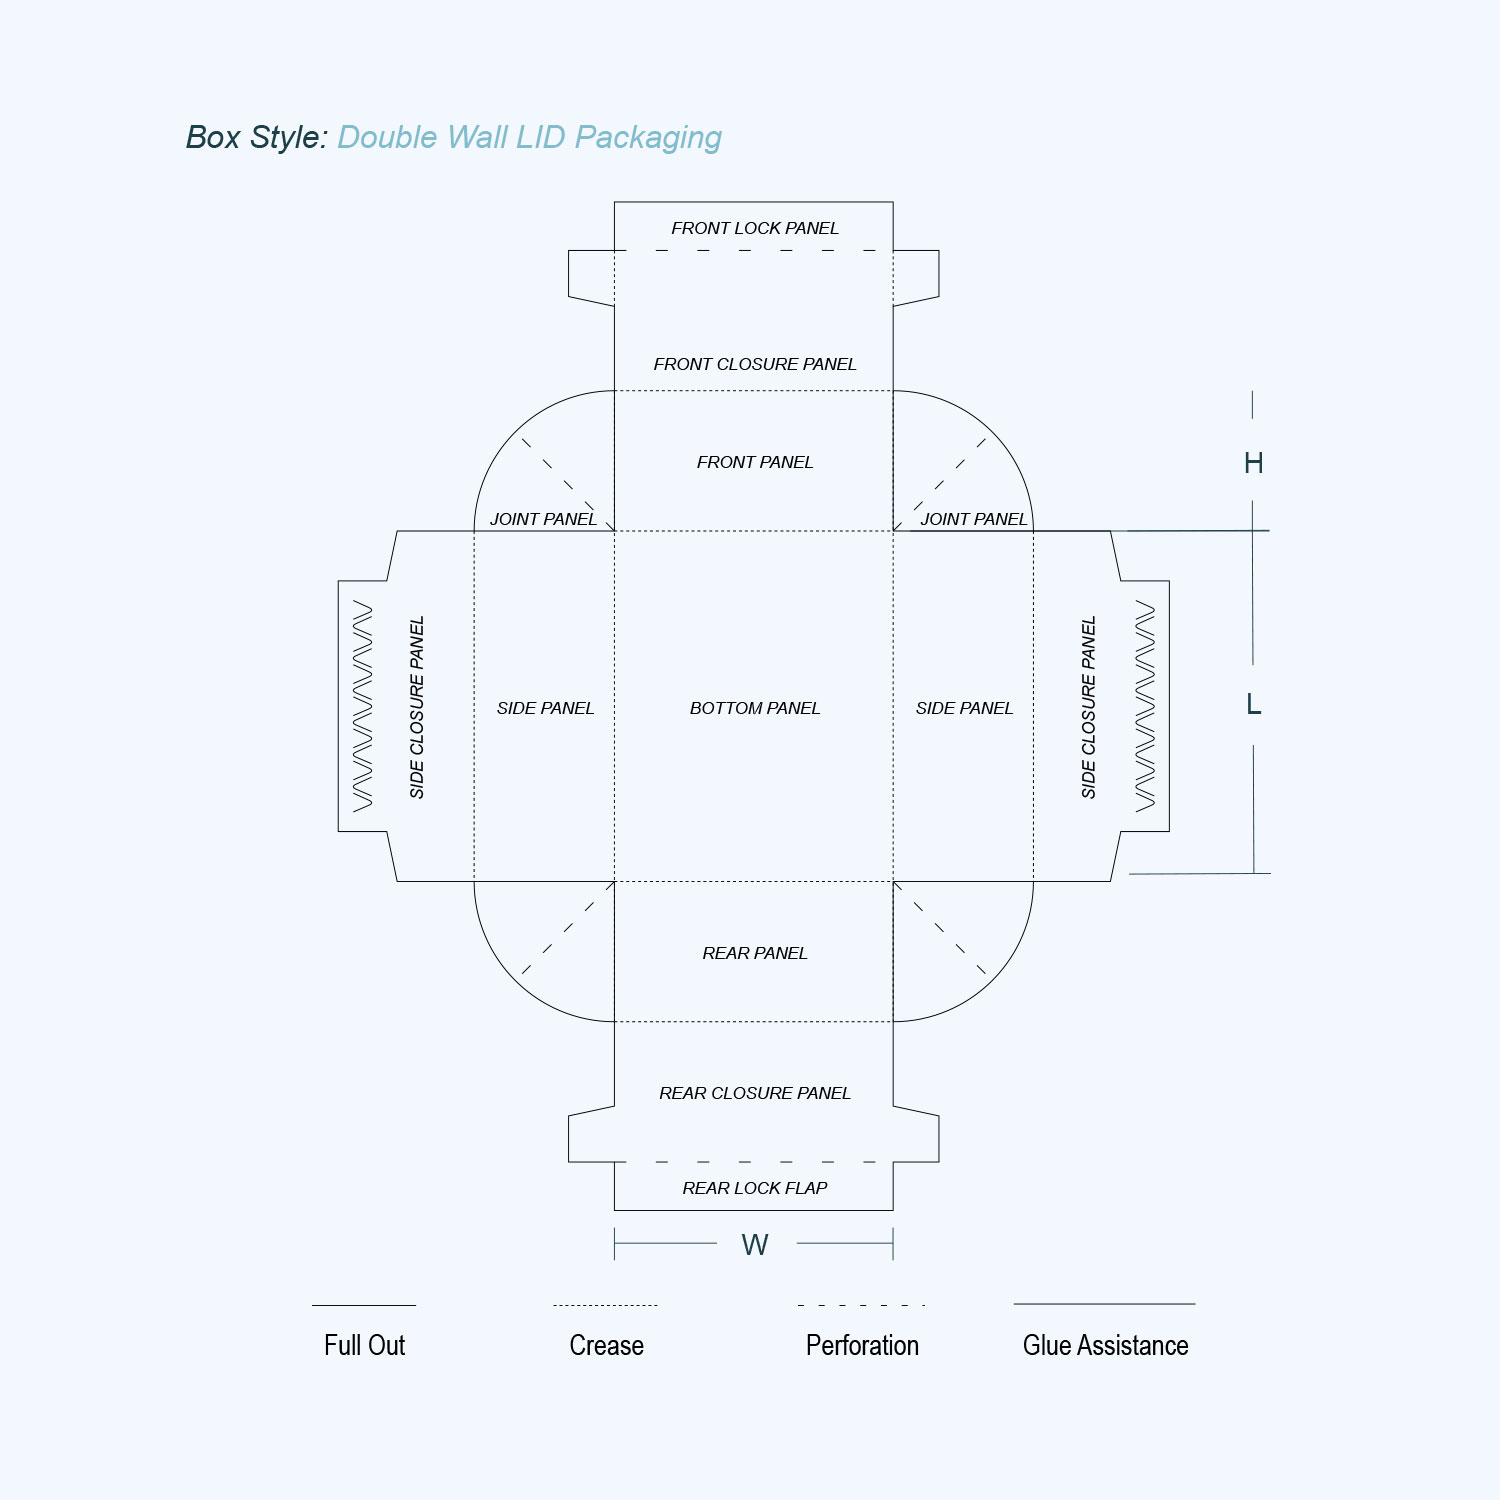 Box Style: Double Wall LID Packaging
FRONT LOCK PANEL
FRONT CLOSURE PANEL
FRONT PANEL
H
JOINT PANEL
JOINT PANEL
SIDE CLOSURE PANEL
SIDE PANEL
BOTTOM PANEL
SIDE PANEL
SIDE CLOSURE PANEL
L
REAR PANEL
REAR CLOSURE PANEL
REAR LOCK FLAP
W
Full Out
Crease
Perforation
Glue Assistance